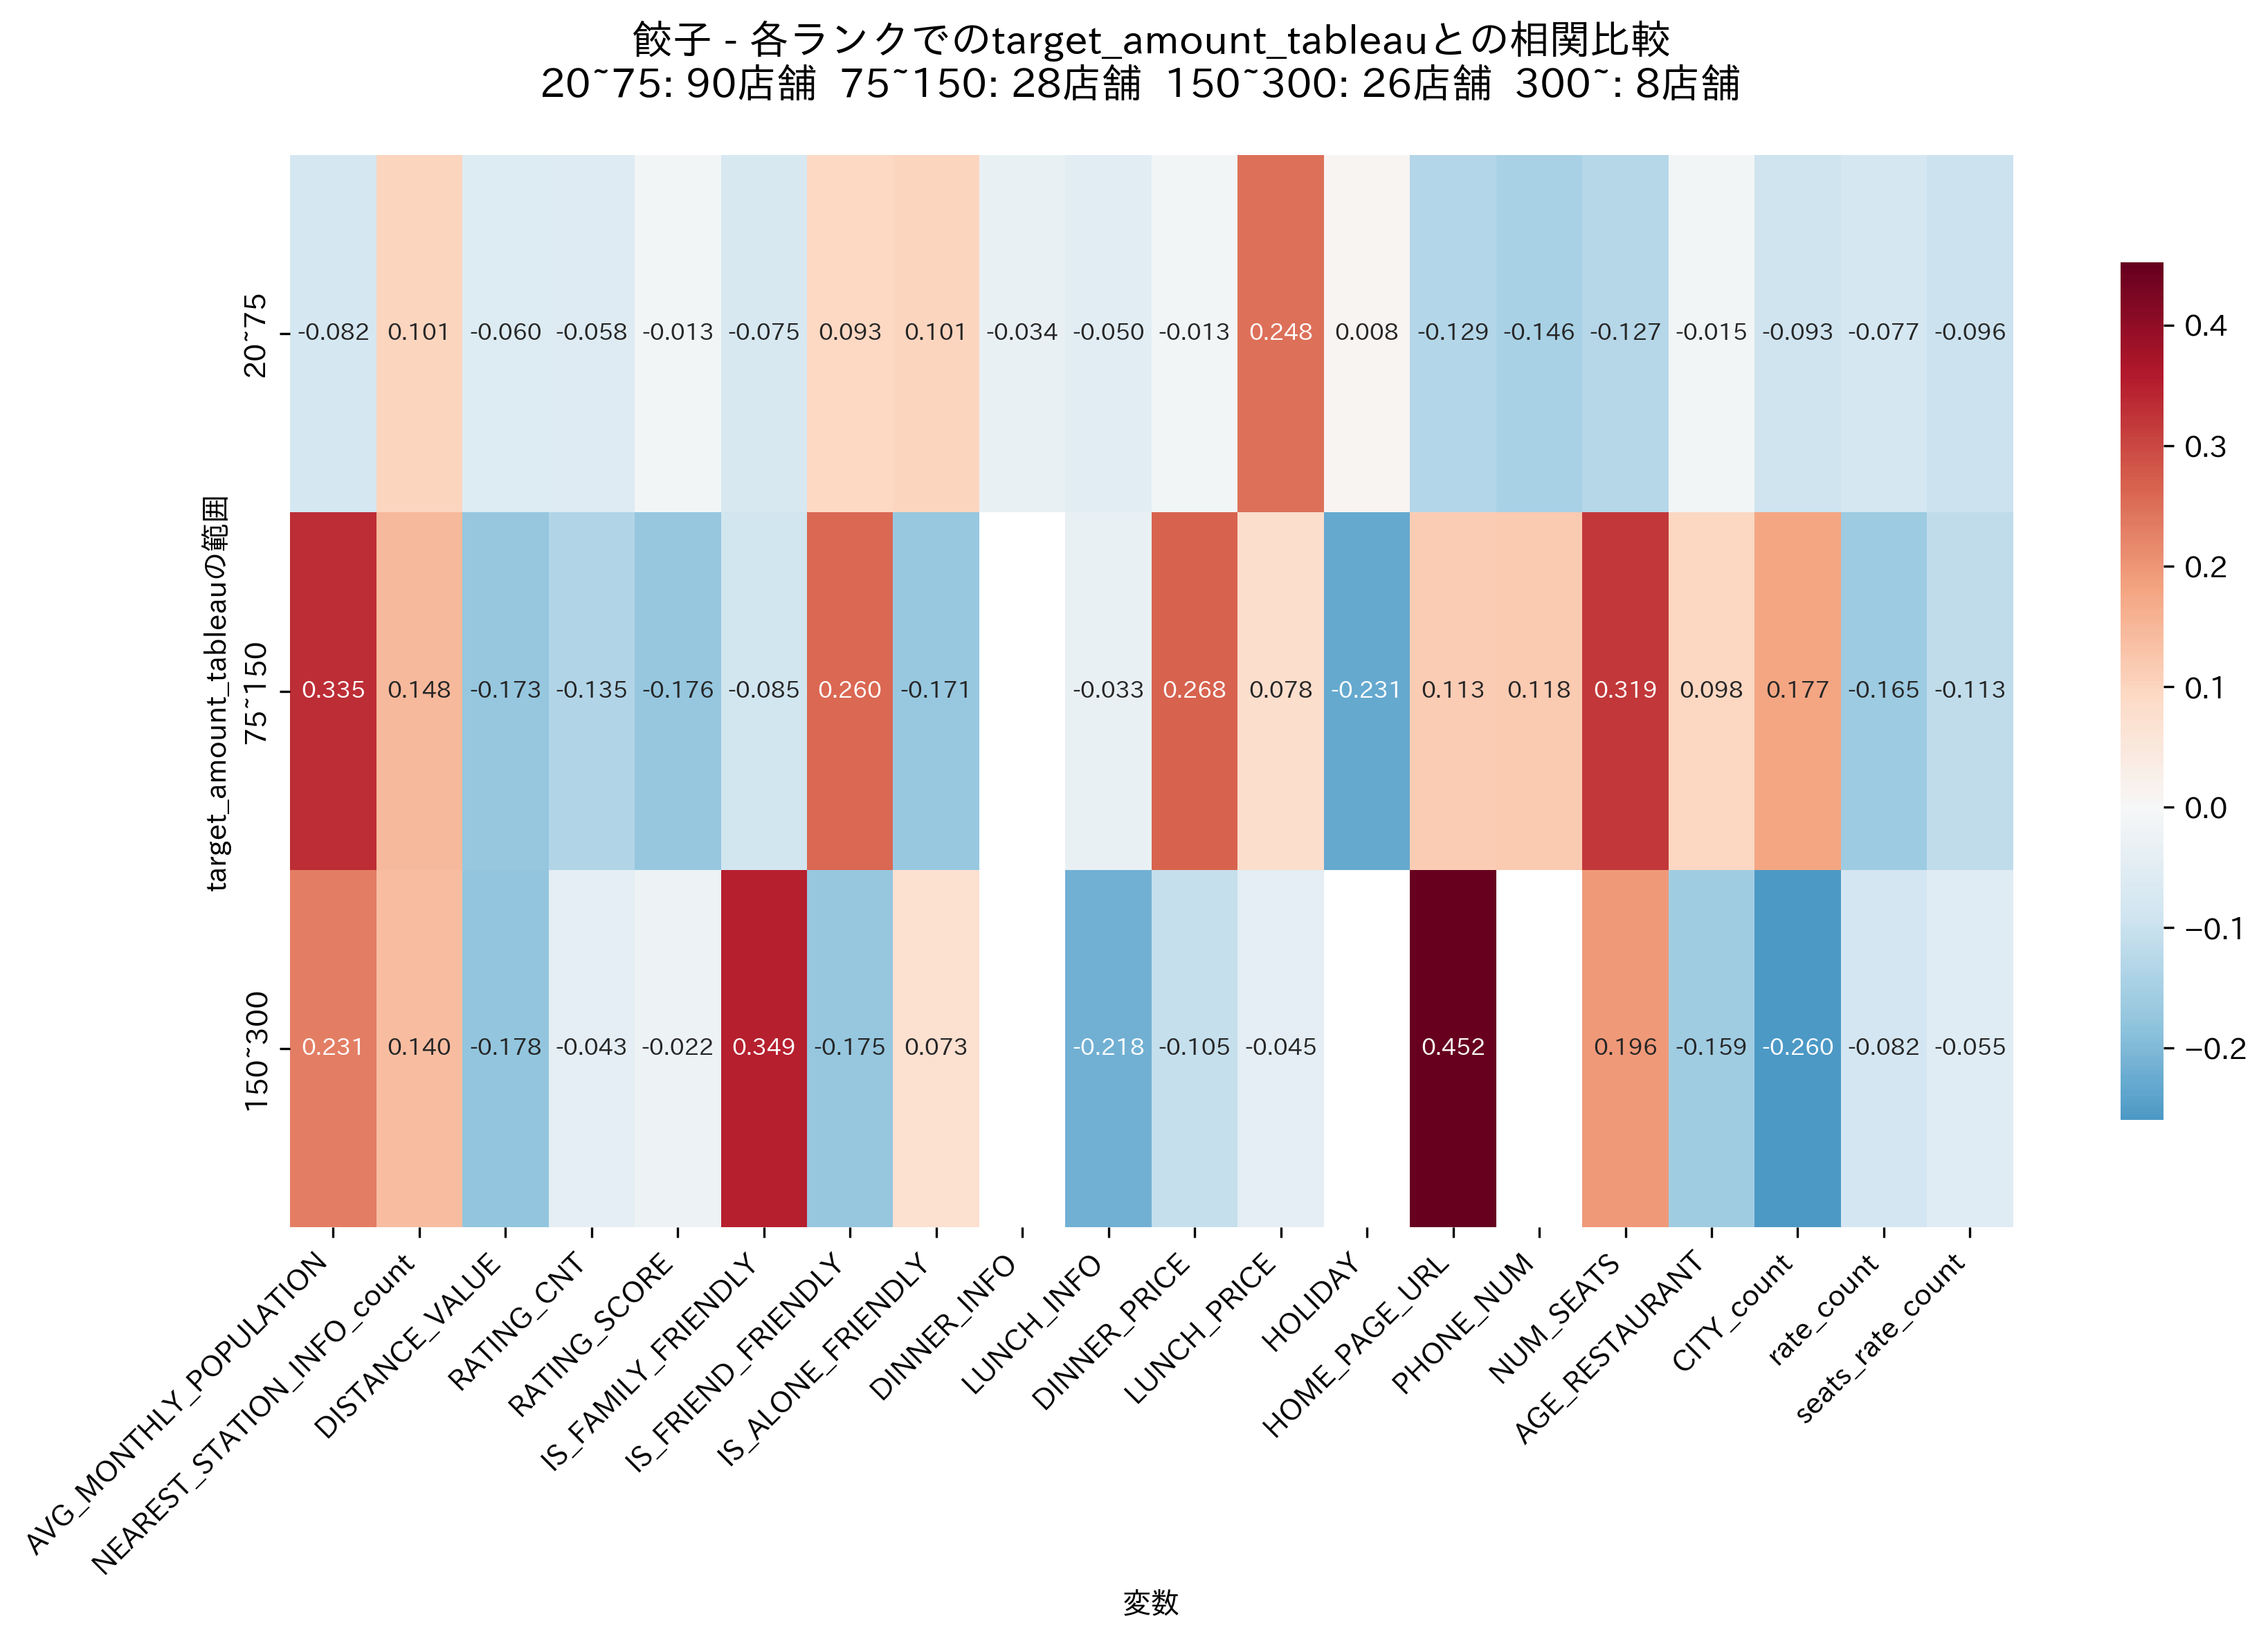 餃子 - 各ランクでのtarget_amount_tableauとの相関比較
20~75: 90店舗  75~150: 28店舗  150~300: 26店舗  300~: 8店舗
target_amount_tableauの範囲
20~75
-0.082 0.101 -0.060 -0.058 -0.013 -0.075 0.093 0.101 -0.034 -0.050 -0.013 0.248 0.008 -0.129 -0.146 -0.127 -0.015 -0.093 -0.077 -0.096
75~150
0.335 0.148 -0.173 -0.135 -0.176 -0.085 0.260 -0.171 -0.033 0.268 0.078 -0.231 0.113 0.118 0.319 0.098 0.177 -0.165 -0.113
150~300
0.231 0.140 -0.178 -0.043 -0.022 0.349 -0.175 0.073 -0.218 -0.105 -0.045 0.452 0.196 -0.159 -0.260 -0.082 -0.055
AVG_MONTHLY_POPULATION
NEAREST_STATION_INFO_count
DISTANCE_VALUE
RATING_CNT
RATING_SCORE
IS_FAMILY_FRIENDLY
IS_FRIEND_FRIENDLY
IS_ALONE_FRIENDLY
DINNER_INFO
LUNCH_INFO
DINNER_PRICE
LUNCH_PRICE
HOLIDAY
HOME_PAGE_URL
PHONE_NUM
NUM_SEATS
AGE_RESTAURANT
CITY_count
rate_count
seats_rate_count
変数
0.4
0.3
0.2
0.1
0.0
−0.1
−0.2